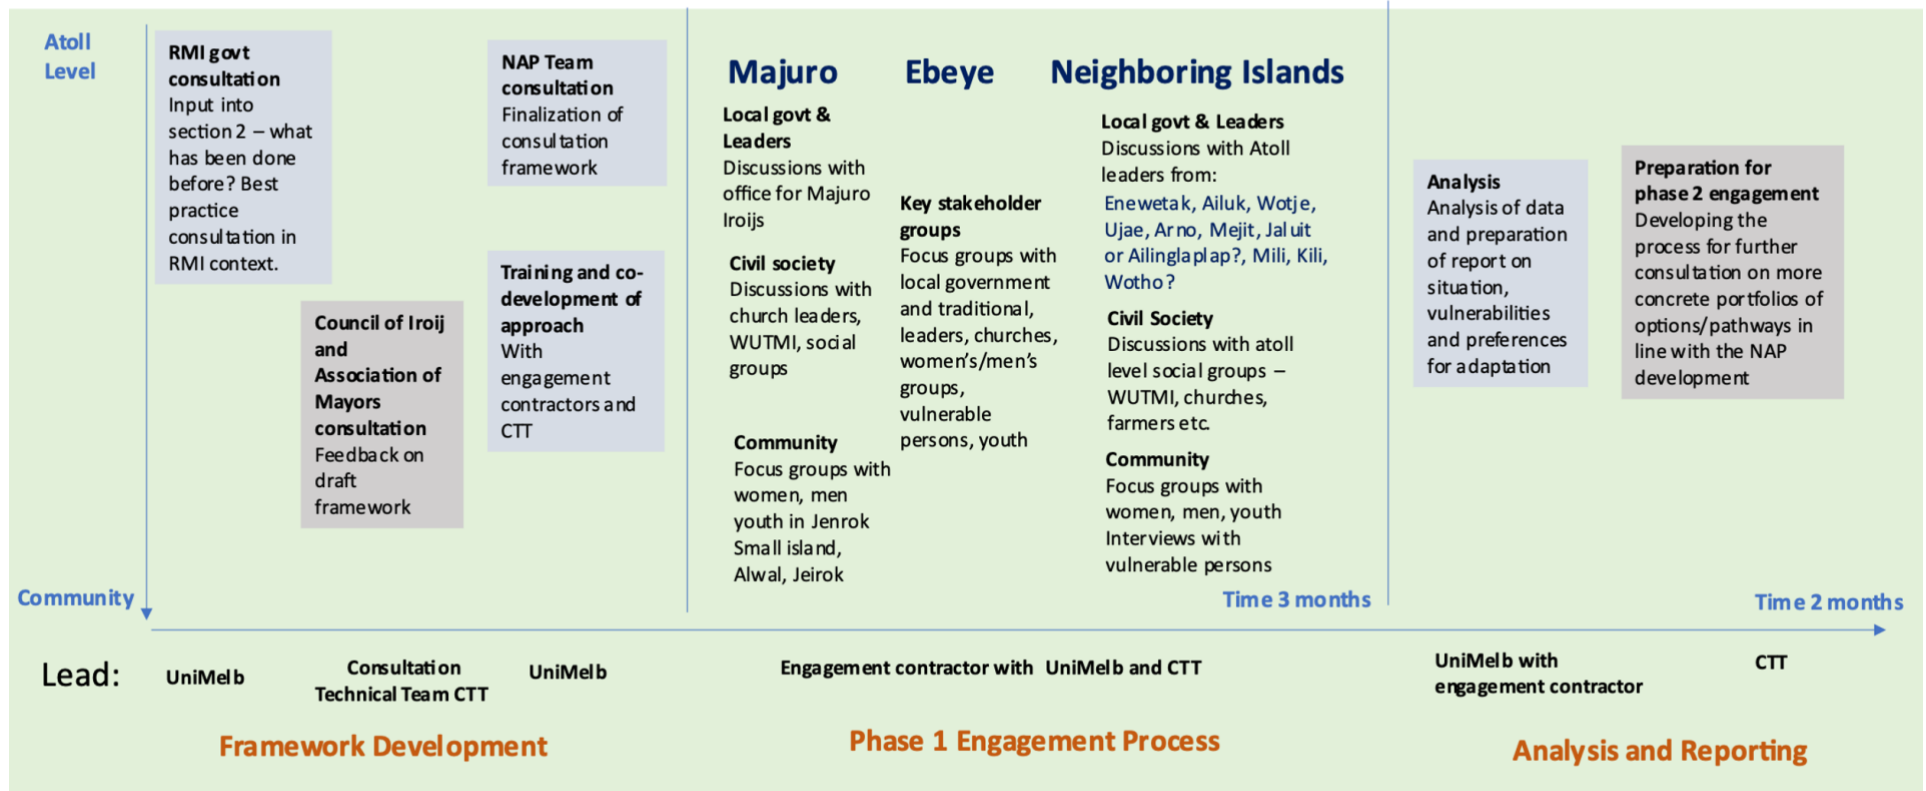 Atoll
Level
RMI govt
consultation
Input into
section 2 – what
has been done
before? Best
practice
consultation in
RMI context.
Council of Iroij
and
Association of
Mayors
consultation
Feedback on
draft
framework
NAP Team
consultation
Finalization of
consultation
framework
Training and co-
development of
approach
With
engagement
contractors and
CTT
Majuro
Local govt &
Leaders
Discussions with
office for Majuro
Iroijs
Civil society
Discussions with
church leaders,
WUTMI, social
groups
Community
Focus groups with
women, men
youth in Jenrok
Small island,
Alwal, Jeirok
Ebeye
Key stakeholder
groups
Focus groups with
local government
and traditional,
leaders, churches,
women's/men's
groups,
vulnerable
persons, youth
Neighboring Islands
Local govt & Leaders
Discussions with Atoll
leaders from:
Enewetak, Ailuk, Wotje,
Ujae, Arno, Mejit, Jaluit
or Ailinglaplap?, Mili, Kili,
Wotho?
Civil Society
Discussions with atoll
level social groups –
WUTMI, churches,
farmers etc.
Community
Focus groups with
women, men, youth
Interviews with
vulnerable persons
Time 3 months
Analysis
Analysis of data
and preparation
of report on
situation,
vulnerabilities
and preferences
for adaptation
Preparation for
phase 2 engagement
Developing the
process for further
consultation on more
concrete portfolios of
options/pathways in
line with the NAP
development
Time 2 months
Community
Lead:
UniMelb
Consultation
Technical Team CTT
UniMelb
Engagement contractor with UniMelb and CTT
UniMelb with
engagement contractor
CTT
Framework Development
Phase 1 Engagement Process
Analysis and Reporting